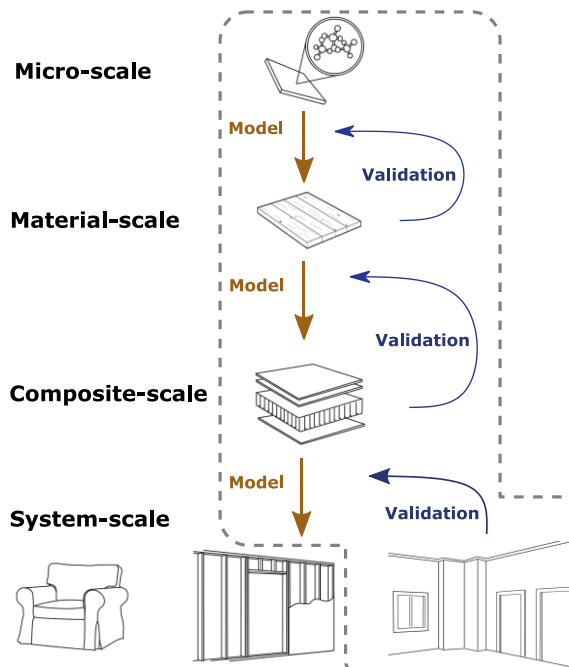 Micro-scale
Model
Validation
Material-scale
Model
Validation
Composite-scale
Model
Validation
System-scale